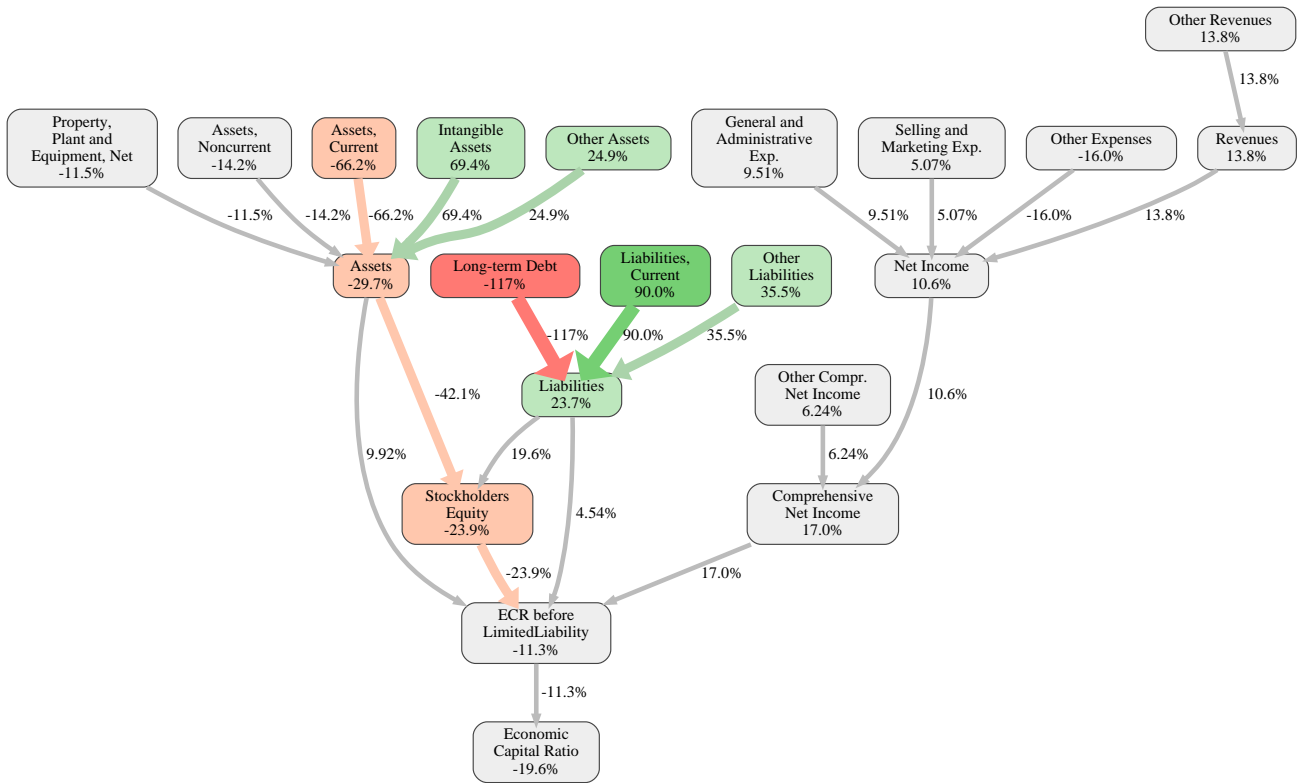 Other Revenues
13.8%
13.8%
Property,
Plant and
Equipment, Net
-11.5%
Assets,
Noncurrent
-14.2%
Assets,
Current
-66.2%
Intangible
Assets
69.4%
Other Assets
24.9%
General and
Administrative
Exp.
9.51%
Selling and
Marketing Exp.
5.07%
Other Expenses
-16.0%
Revenues
13.8%
-11.5%
-14.2%
-66.2%
69.4%
24.9%
9.51%
5.07%
-16.0%
13.8%
Assets
-29.7%
Long-term Debt
-117%
Liabilities,
Current
90.0%
Other
Liabilities
35.5%
Net Income
10.6%
-117%
90.0%
35.5%
Liabilities
23.7%
Other Compr.
Net Income
6.24%
-42.1%
10.6%
9.92%
19.6%
6.24%
Stockholders
Equity
-23.9%
4.54%
Comprehensive
Net Income
17.0%
-23.9%
17.0%
ECR before
LimitedLiability
-11.3%
-11.3%
Economic
Capital Ratio
-19.6%